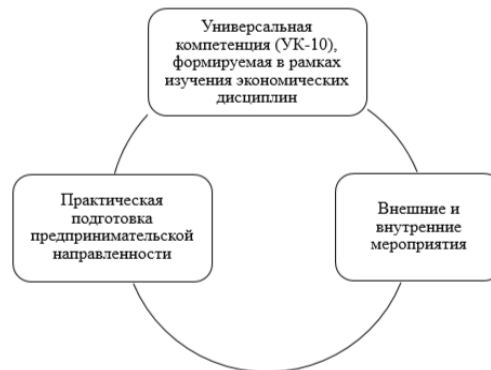 Универсальная
компетенция (УК-10),
формируемая в рамках
изучения экономических
дисциплин
Практическая
подготовка
предпринимательской
направленности
Внешние и
внутренние
мероприятия